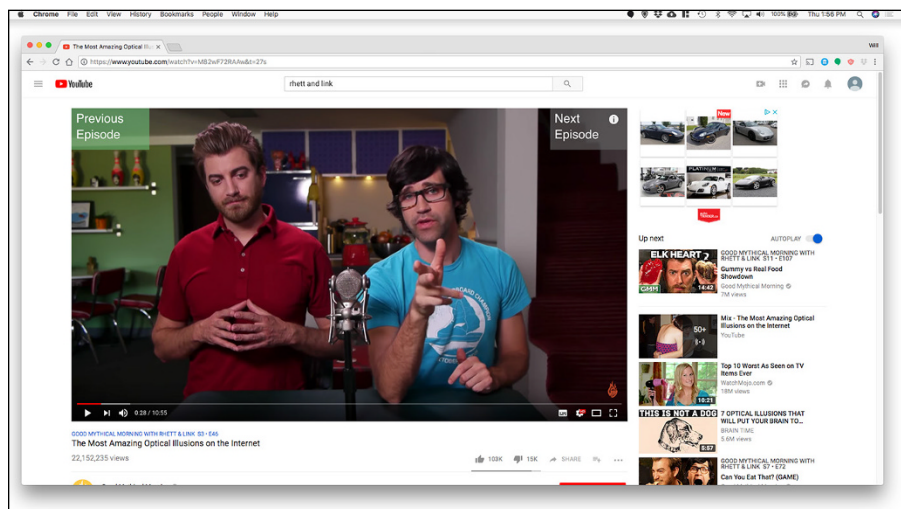 Chrome File Edit View History Bookmarks People Window Help 100% Thu 1:56 PM
The Most Amazing Optical Illus × Will
https://www.youtube.com/watch?v=MB2wF72RAAw&t=27s
YouTube rhett and link
Previous
Episode
Next
Episode
0:28 / 10:55
GOOD MYTHICAL MORNING WITH RHETT & LINK S3 • E46
The Most Amazing Optical Illusions on the Internet
22,152,235 views 103K 15K SHARE
New
PLATINUM
Up next AUTOPLAY
ELK HEART ?
GMM 14:42
GOOD MYTHICAL MORNING WITH
RHETT & LINK S11 • E107
Gummy vs Real Food
Showdown
Good Mythical Morning
7M views
50+
Mix - The Most Amazing Optical
Illusions on the Internet
YouTube
10:21
Top 10 Worst As Seen on TV
Items Ever
WatchMojo.com
18M views
THIS IS NOT A DOG
5:57
7 OPTICAL ILLUSIONS THAT
WILL PUT YOUR BRAIN TO...
BRAIN TIME
5.6M views
GOOD MYTHICAL MORNING WITH
RHETT & LINK S7 • E72
Can You Eat That? (GAME)